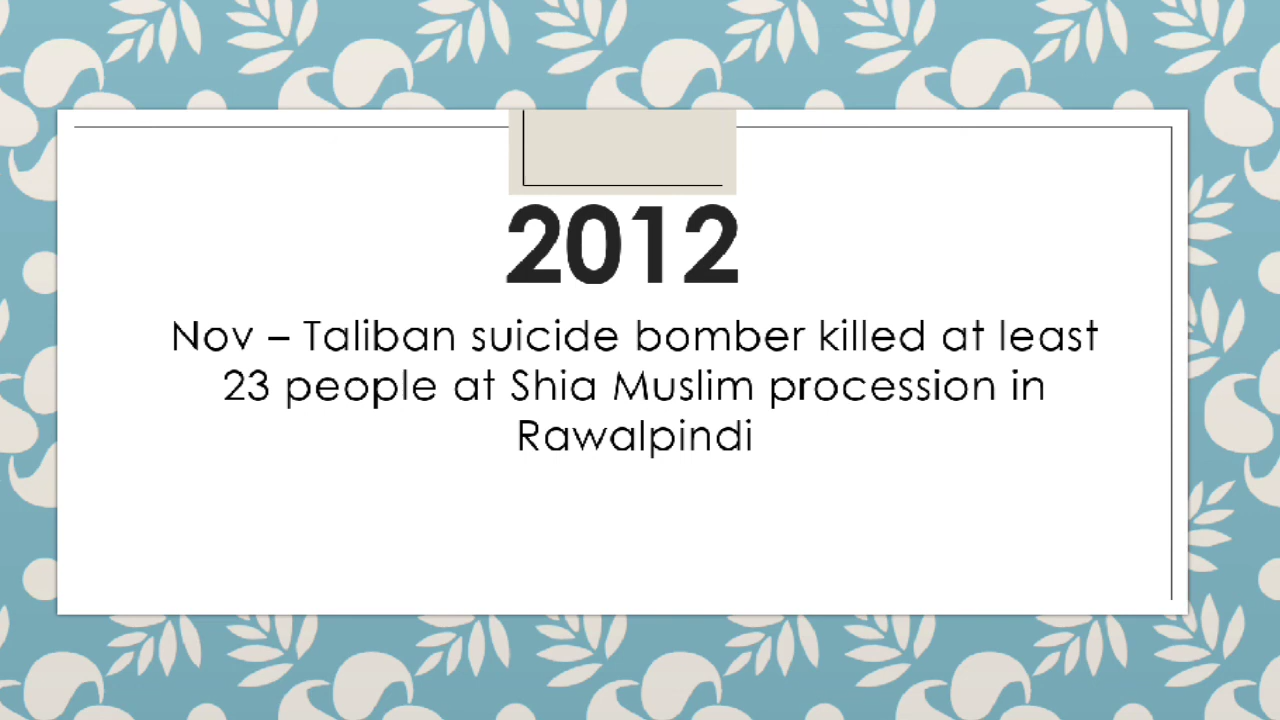 2012
Nov – Taliban suicide bomber killed at least
23 people at Shia Muslim procession in
Rawalpindi